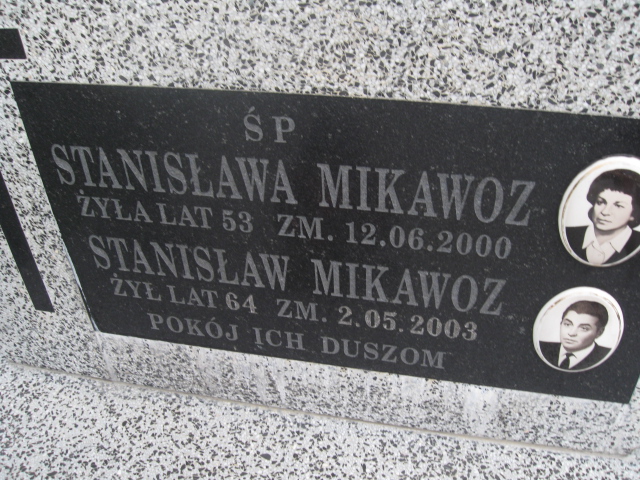 ŚP
STANISŁAWA MIKAWOZ
ŻYŁA LAT 53 ZM. 12.06.2000
STANISŁAW MIKAWOZ
ŻYŁ LAT 64 ZM. 2.05.2003
POKÓJ ICH DUSZOM